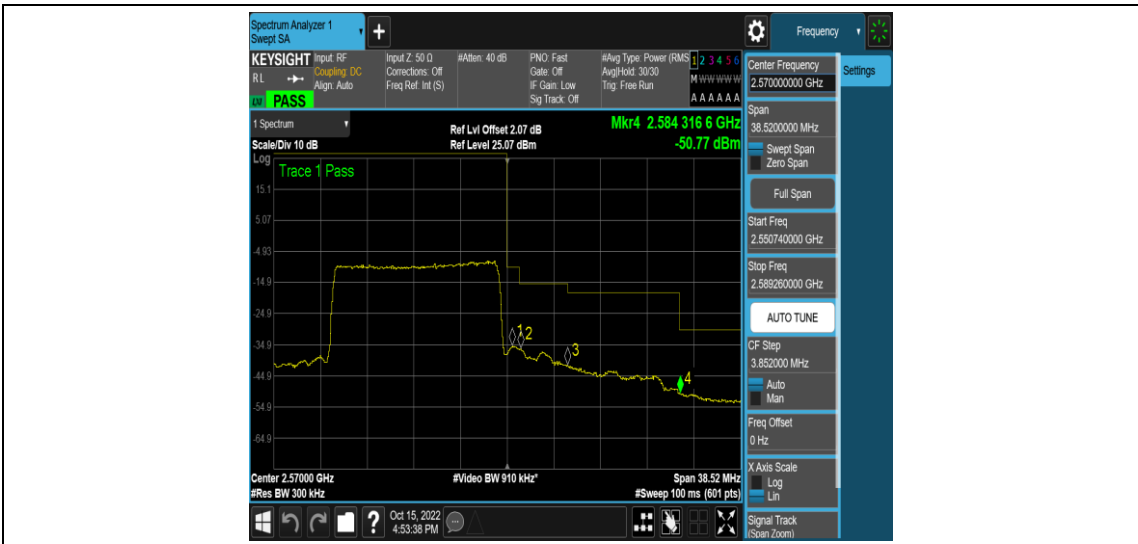 Spectrum Analyzer 1
Swept SA
+
Frequency
KEYSIGHT
RL
PASS
Input: RF
Coupling: DC
Align: Auto
Input Z: 50 Ω
Corrections: Off
Freq Ref: Int (S)
#Atten: 40 dB
PNO: Fast
Gate: Off
IF Gain: Low
Sig Track: Off
#Avg Type: Power (RMS
Avg|Hold: 30/30
Trig: Free Run
1 2 3 4 5 6
M W W W W W
A A A A A A
1 Spectrum
Scale/Div 10 dB
Ref Lvl Offset 2.07 dB
Ref Level 25.07 dBm
Mkr4 2.584 316 6 GHz
-50.77 dBm
Log
Trace 1 Pass
15.1
5.07
-4.93
-14.9
-24.9
-34.9
-44.9
-54.9
-64.9
1
2
3
4
Center 2.57000 GHz
#Res BW 300 kHz
#Video BW 910 kHz*
Span 38.52 MHz
#Sweep 100 ms (601 pts)
Center Frequency
2.570000000 GHz
Settings
Span
38.5200000 MHz
Swept Span
Zero Span
Full Span
Start Freq
2.550740000 GHz
Stop Freq
2.589260000 GHz
AUTO TUNE
CF Step
3.852000 MHz
Auto
Man
Freq Offset
0 Hz
X Axis Scale
Log
Lin
Signal Track
(Span Zoom)
?
Oct 15, 2022
4:53:38 PM